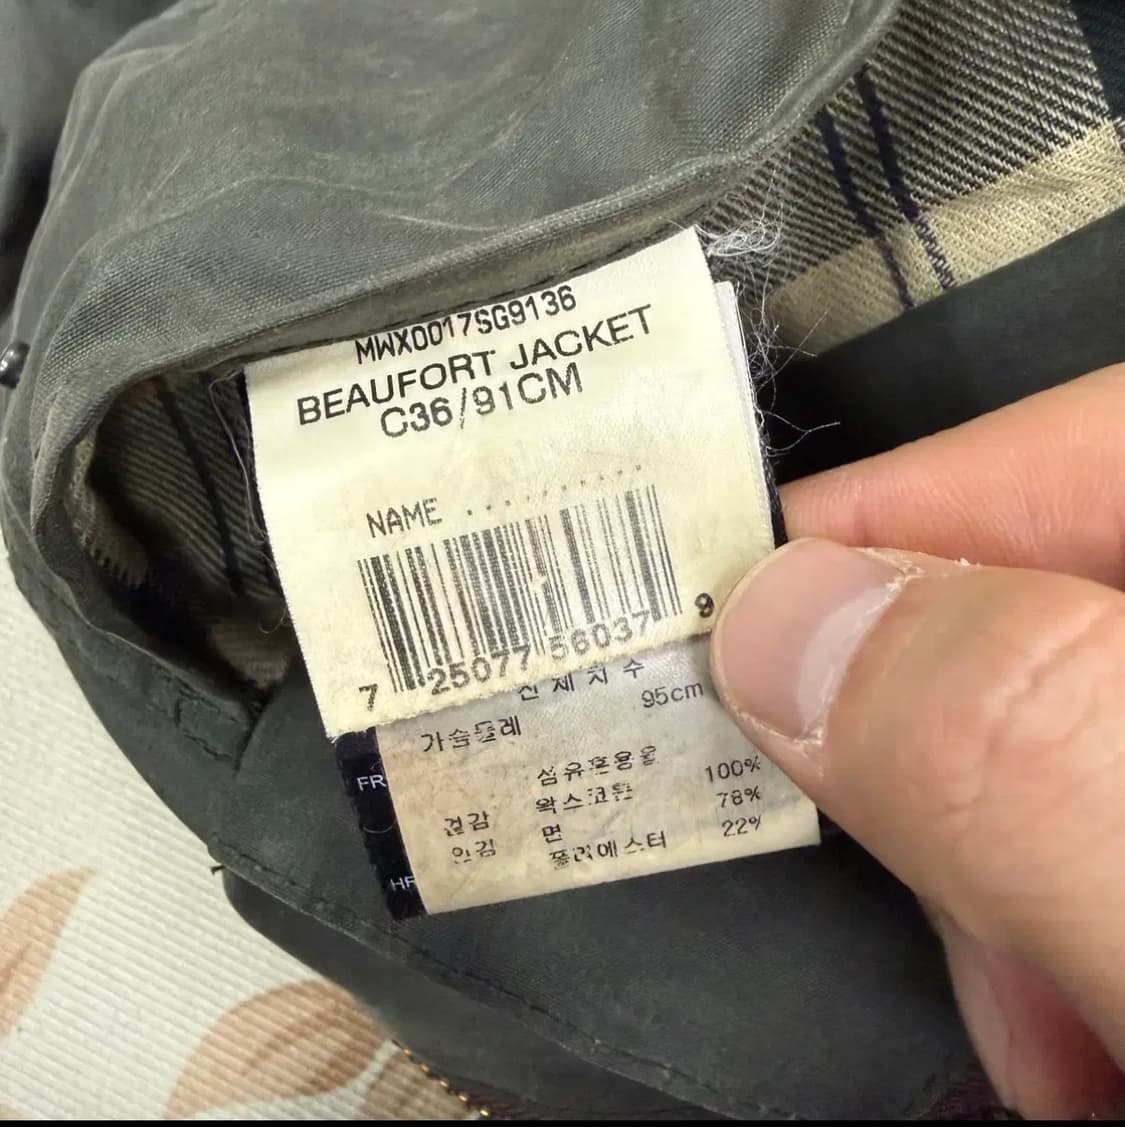 MWX0017SG9136
BEAUFORT JACKET
C36/91CM
NAME ..........
7 25077 56037 9
신체치수
가슴둘레 95cm
섬유혼용율
겉감 왁스코튼 100%
안감 면 78%
폴리에스터 22%
FR
HF